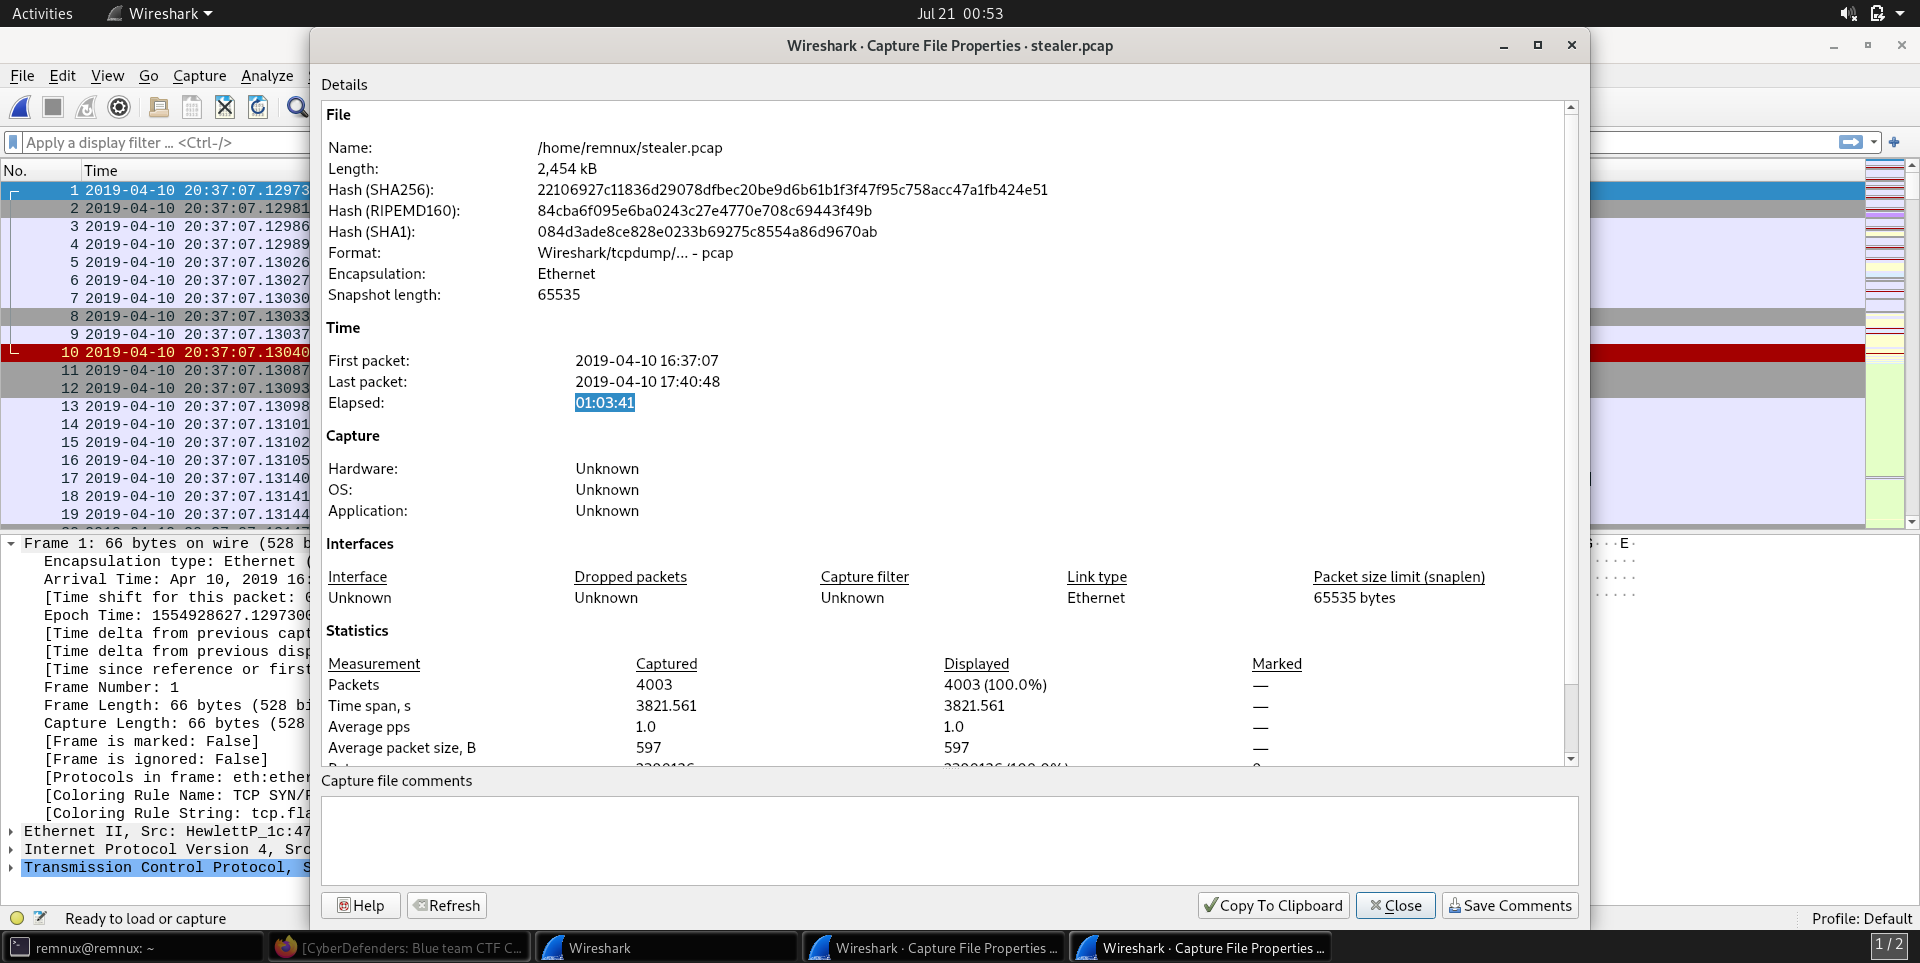 Activities Wireshark Jul 21 00:53
Wireshark · Capture File Properties · stealer.pcap
File Edit View Go Capture Analyze
Apply a display filter ... <Ctrl-/>
No. Time
1 2019-04-10 20:37:07.12973
2 2019-04-10 20:37:07.12981
3 2019-04-10 20:37:07.12986
4 2019-04-10 20:37:07.12989
5 2019-04-10 20:37:07.13026
6 2019-04-10 20:37:07.13027
7 2019-04-10 20:37:07.13030
8 2019-04-10 20:37:07.13033
9 2019-04-10 20:37:07.13037
10 2019-04-10 20:37:07.13040
11 2019-04-10 20:37:07.13087
12 2019-04-10 20:37:07.13093
13 2019-04-10 20:37:07.13098
14 2019-04-10 20:37:07.13101
15 2019-04-10 20:37:07.13102
16 2019-04-10 20:37:07.13105
17 2019-04-10 20:37:07.13140
18 2019-04-10 20:37:07.13141
19 2019-04-10 20:37:07.13144
Frame 1: 66 bytes on wire (528 b
Encapsulation type: Ethernet (
Arrival Time: Apr 10, 2019 16:
[Time shift for this packet: 0
Epoch Time: 1554928627.1297300
[Time delta from previous capt
[Time delta from previous disp
[Time since reference or first
Frame Number: 1
Frame Length: 66 bytes (528 bi
Capture Length: 66 bytes (528
[Frame is marked: False]
[Frame is ignored: False]
[Protocols in frame: eth:ether
[Coloring Rule Name: TCP SYN/F
[Coloring Rule String: tcp.fla
Ethernet II, Src: HewlettP_1c:47
Internet Protocol Version 4, Src
Transmission Control Protocol, S
· · · E ·
· · · · ·
· · · · ·
· · · · ·
Details
File
Name: /home/remnux/stealer.pcap
Length: 2,454 kB
Hash (SHA256): 22106927c11836d29078dfbec20be9d6b61b1f3f47f95c758acc47a1fb424e51
Hash (RIPEMD160): 84cba6f095e6ba0243c27e4770e708c69443f49b
Hash (SHA1): 084d3ade8ce828e0233b69275c8554a86d9670ab
Format: Wireshark/tcpdump/... - pcap
Encapsulation: Ethernet
Snapshot length: 65535
Time
First packet: 2019-04-10 16:37:07
Last packet: 2019-04-10 17:40:48
Elapsed: 01:03:41
Capture
Hardware: Unknown
OS: Unknown
Application: Unknown
Interfaces
Interface Dropped packets Capture filter Link type Packet size limit (snaplen)
Unknown Unknown Unknown Ethernet 65535 bytes
Statistics
Measurement Captured Displayed Marked
Packets 4003 4003 (100.0%) —
Time span, s 3821.561 3821.561 —
Average pps 1.0 1.0 —
Average packet size, B 597 597 —
Capture file comments
Help Refresh Copy To Clipboard Close Save Comments
Ready to load or capture Profile: Default
remnux@remnux: ~ [CyberDefenders: Blue team CTF C... Wireshark Wireshark · Capture File Properties ... Wireshark · Capture File Properties ... 1 / 2